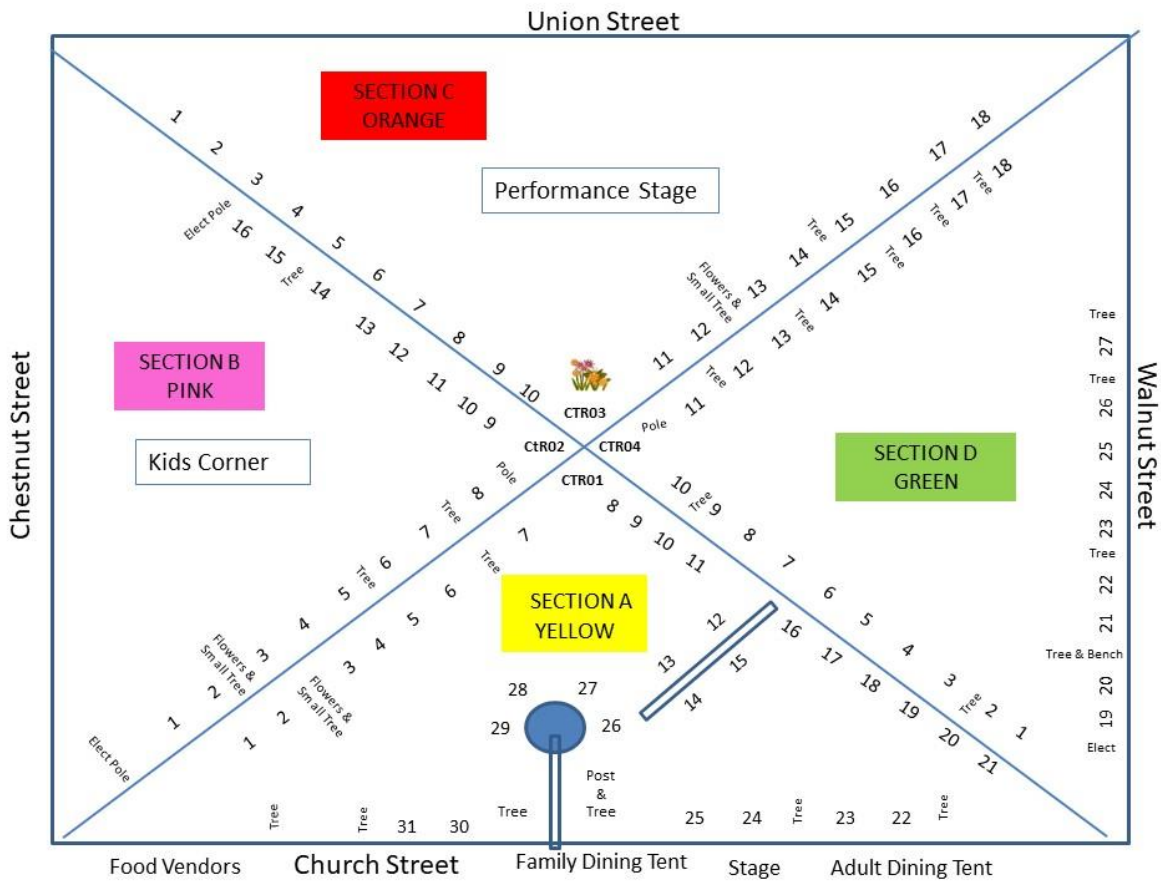 Union Street
SECTION C
ORANGE
Performance Stage
1
2
3
4
5
6
7
8
9
10
Elect Pole
16
15
Tree
14
13
12
11
10
9
11
12
Flowers &
Sm all Tree
13
14
Tree
15
16
17
18
Pole
11
Tree
12
13
Tree
14
15
Tree
16
Tree
17
Tree
18
SECTION B
PINK
Kids Corner
Chestnut Street
CTR03
CtR02
CTR04
CTR01
SECTION D
GREEN
Walnut Street
Tree
27
Tree
26
25
24
23
Tree
22
21
Tree & Bench
20
19
Elect
Elect Pole
1
2
Flowers &
Sm all Tree
3
4
5
Tree
6
7
Tree
8
Pole
1
2
Flowers &
Sm all Tree
3
4
5
6
Tree
7
8
9
10
11
12
13
14
15
16
17
18
19
20
21
10
Tree
9
8
7
6
5
4
3
Tree
2
1
SECTION A
YELLOW
28
27
29
26
Post
&
Tree
Tree
Tree
31
30
Tree
25
24
Tree
23
22
Tree
Food Vendors
Church Street
Family Dining Tent
Stage
Adult Dining Tent